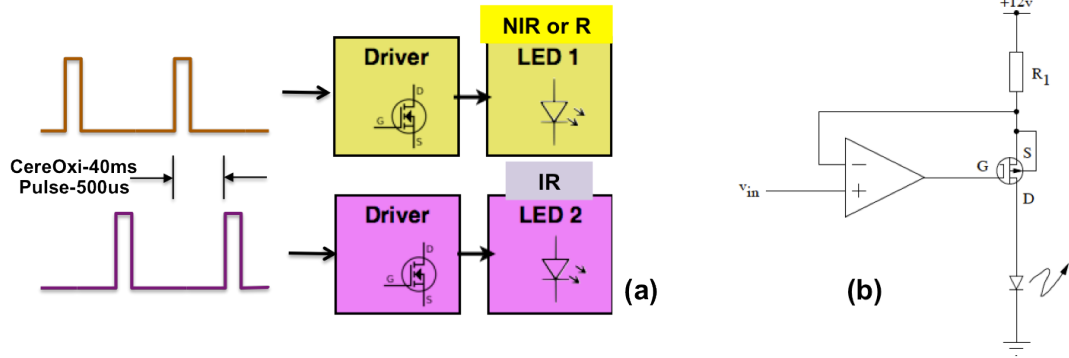 CereOxi-40ms
Pulse-500us
NIR or R
Driver
LED 1
D
G
S
IR
Driver
LED 2
D
G
S
(a)
+12v
R1
S
G
D
−
+
vin
(b)